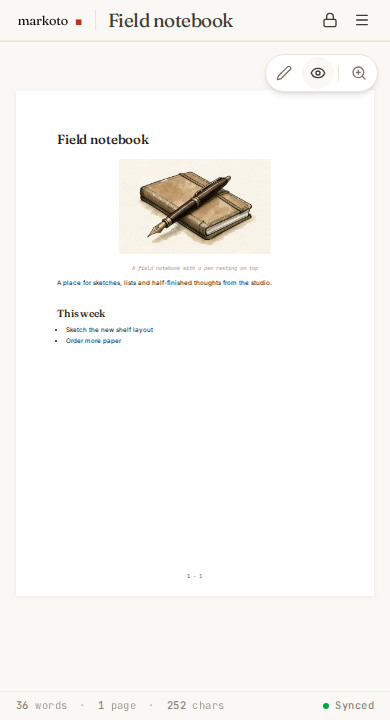 markoto
Field notebook
Field notebook
A field notebook with a pen resting on top
A place for sketches, lists and half-finished thoughts from the studio.
This week
• Sketch the new shelf layout
• Order more paper
1 - 1
36 words · 1 page · 252 chars
Synced